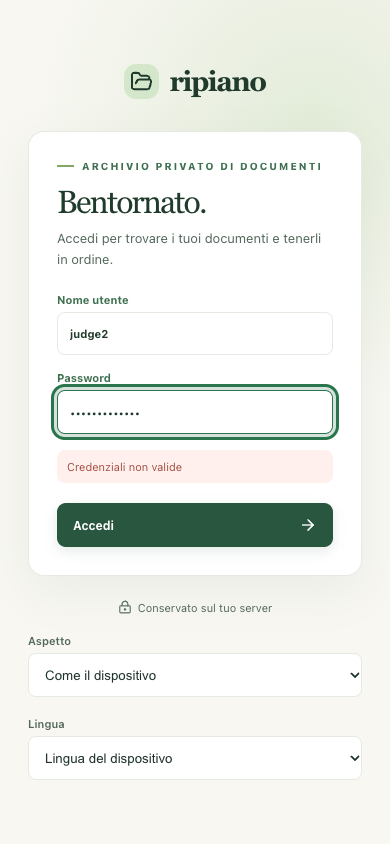 ripiano
ARCHIVIO PRIVATO DI DOCUMENTI
Bentornato.
Accedi per trovare i tuoi documenti e tenerli
in ordine.
Nome utente
judge2
Password
•••••••••••••
Credenziali non valide
Accedi
Conservato sul tuo server
Aspetto
Come il dispositivo
Lingua
Lingua del dispositivo